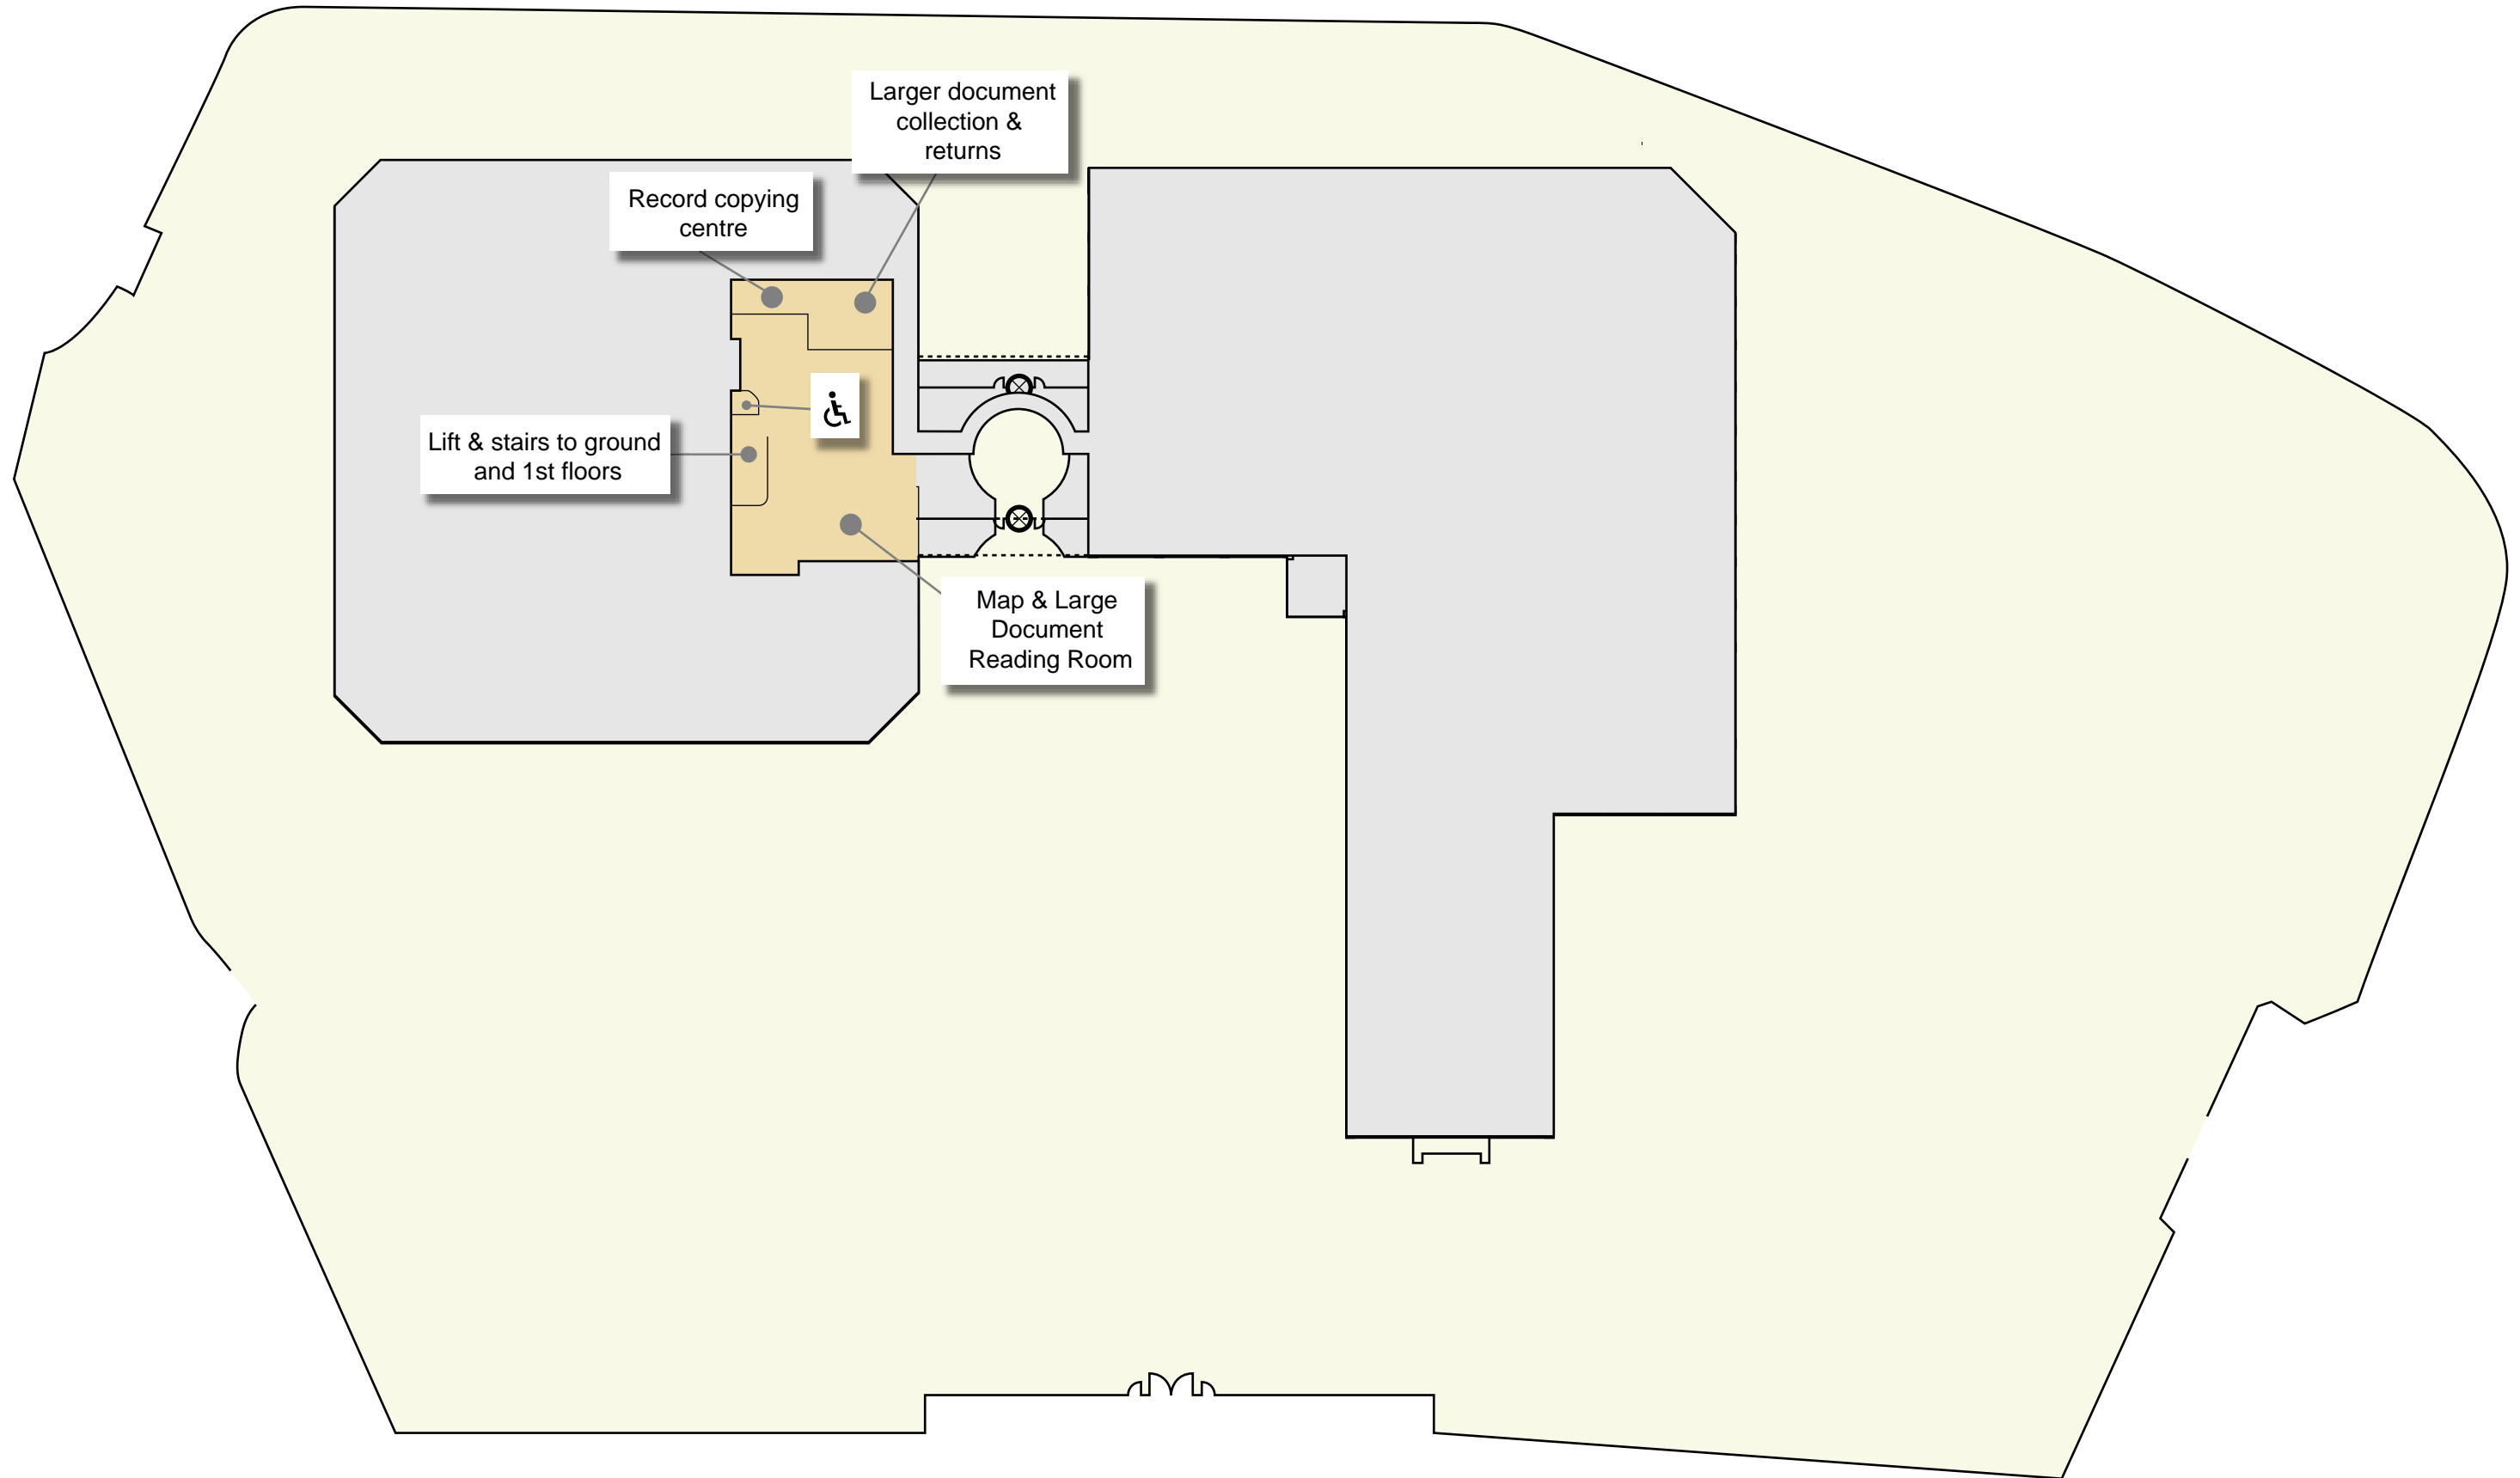 Larger document
collection &
returns
Record copying
centre
Lift & stairs to ground
and 1st floors
Map & Large
Document
Reading Room